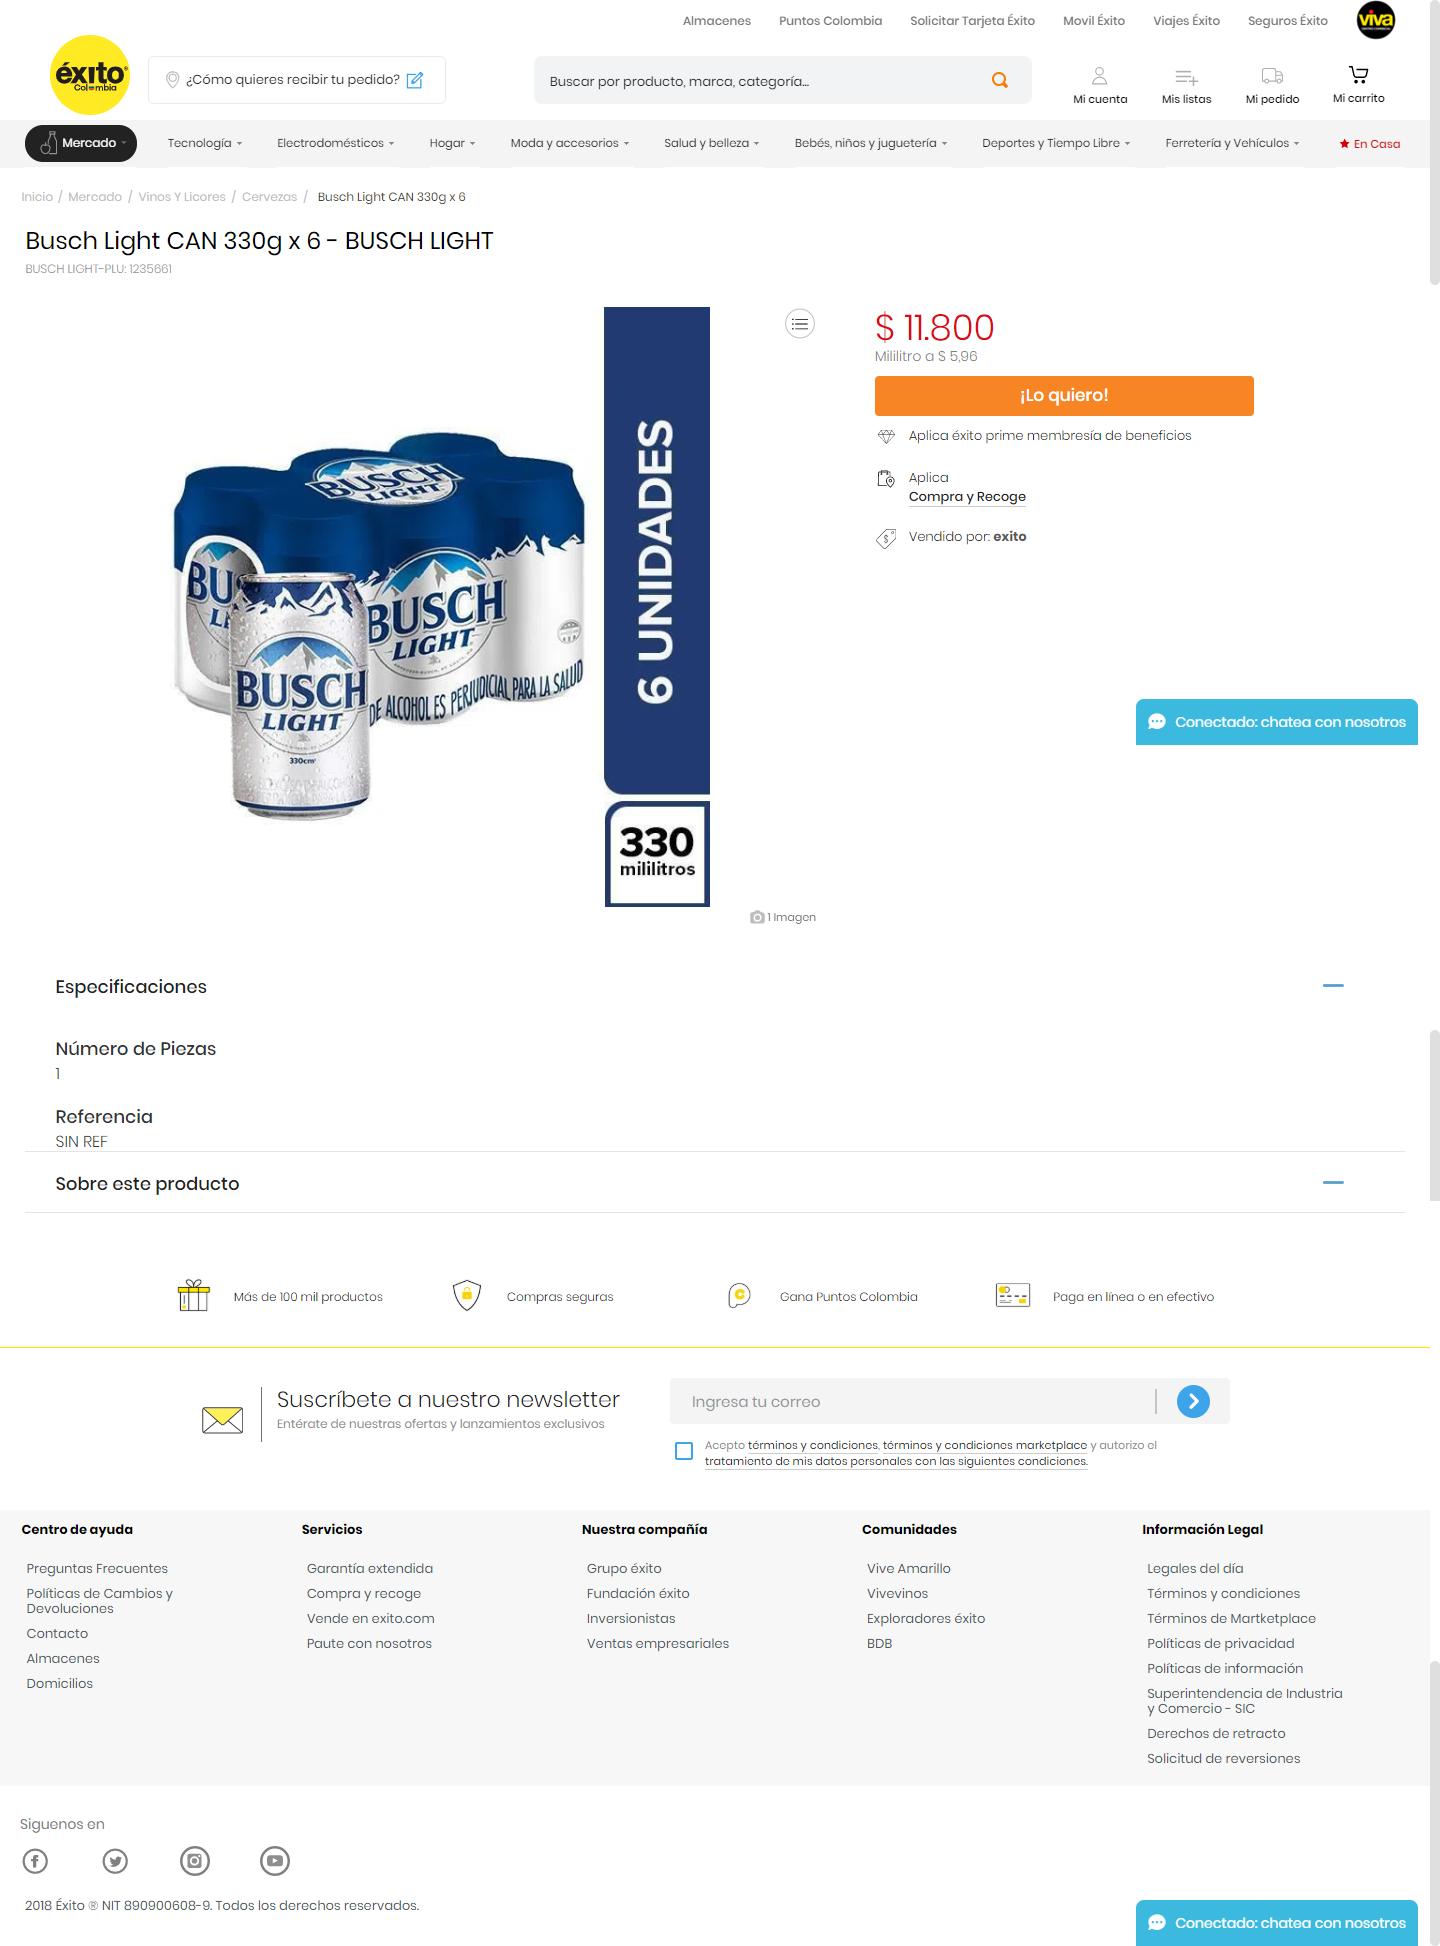 Almacenes Puntos Colombia Solicitar Tarjeta Éxito Movil Éxito Viajes Éxito Seguros Éxito viva
éxito
Colombia
¿Cómo quieres recibir tu pedido?
Buscar por producto, marca, categoría...
Mi cuenta Mis listas Mi pedido Mi carrito
Mercado Tecnología Electrodomésticos Hogar Moda y accesorios Salud y belleza Bebés, niños y juguetería Deportes y Tiempo Libre Ferretería y Vehículos En Casa
Inicio / Mercado / Vinos Y Licores / Cervezas / Busch Light CAN 330g x 6
Busch Light CAN 330g x 6 - BUSCH LIGHT
BUSCH LIGHT-PLU: 1235661
BUSCH
LIGHT
BUSCH
LIGHT
BUSCH
LIGHT
330cm³
DE ALCOHOL ES PERJUDICIAL PARA LA SALUD
6 UNIDADES
330
mililitros
1 Imagen
$ 11.800
Mililitro a $ 5,96
¡Lo quiero!
Aplica éxito prime membresía de beneficios
Aplica
Compra y Recoge
Vendido por: exito
Conectado: chatea con nosotros
Especificaciones
Número de Piezas
1
Referencia
SIN REF
Sobre este producto
Más de 100 mil productos Compras seguras Gana Puntos Colombia Paga en línea o en efectivo
Suscríbete a nuestro newsletter
Entérate de nuestras ofertas y lanzamientos exclusivos
Ingresa tu correo
Acepto términos y condiciones, términos y condiciones marketplace y autorizo el
tratamiento de mis datos personales con las siguientes condiciones.
Centro de ayuda
Preguntas Frecuentes
Políticas de Cambios y
Devoluciones
Contacto
Almacenes
Domicilios
Servicios
Garantía extendida
Compra y recoge
Vende en exito.com
Paute con nosotros
Nuestra compañía
Grupo éxito
Fundación éxito
Inversionistas
Ventas empresariales
Comunidades
Vive Amarillo
Vivevinos
Exploradores éxito
BDB
Información Legal
Legales del día
Términos y condiciones
Términos de Martketplace
Políticas de privacidad
Políticas de información
Superintendencia de Industria
y Comercio - SIC
Derechos de retracto
Solicitud de reversiones
Siguenos en
2018 Éxito ® NIT 890900608-9. Todos los derechos reservados.
Conectado: chatea con nosotros